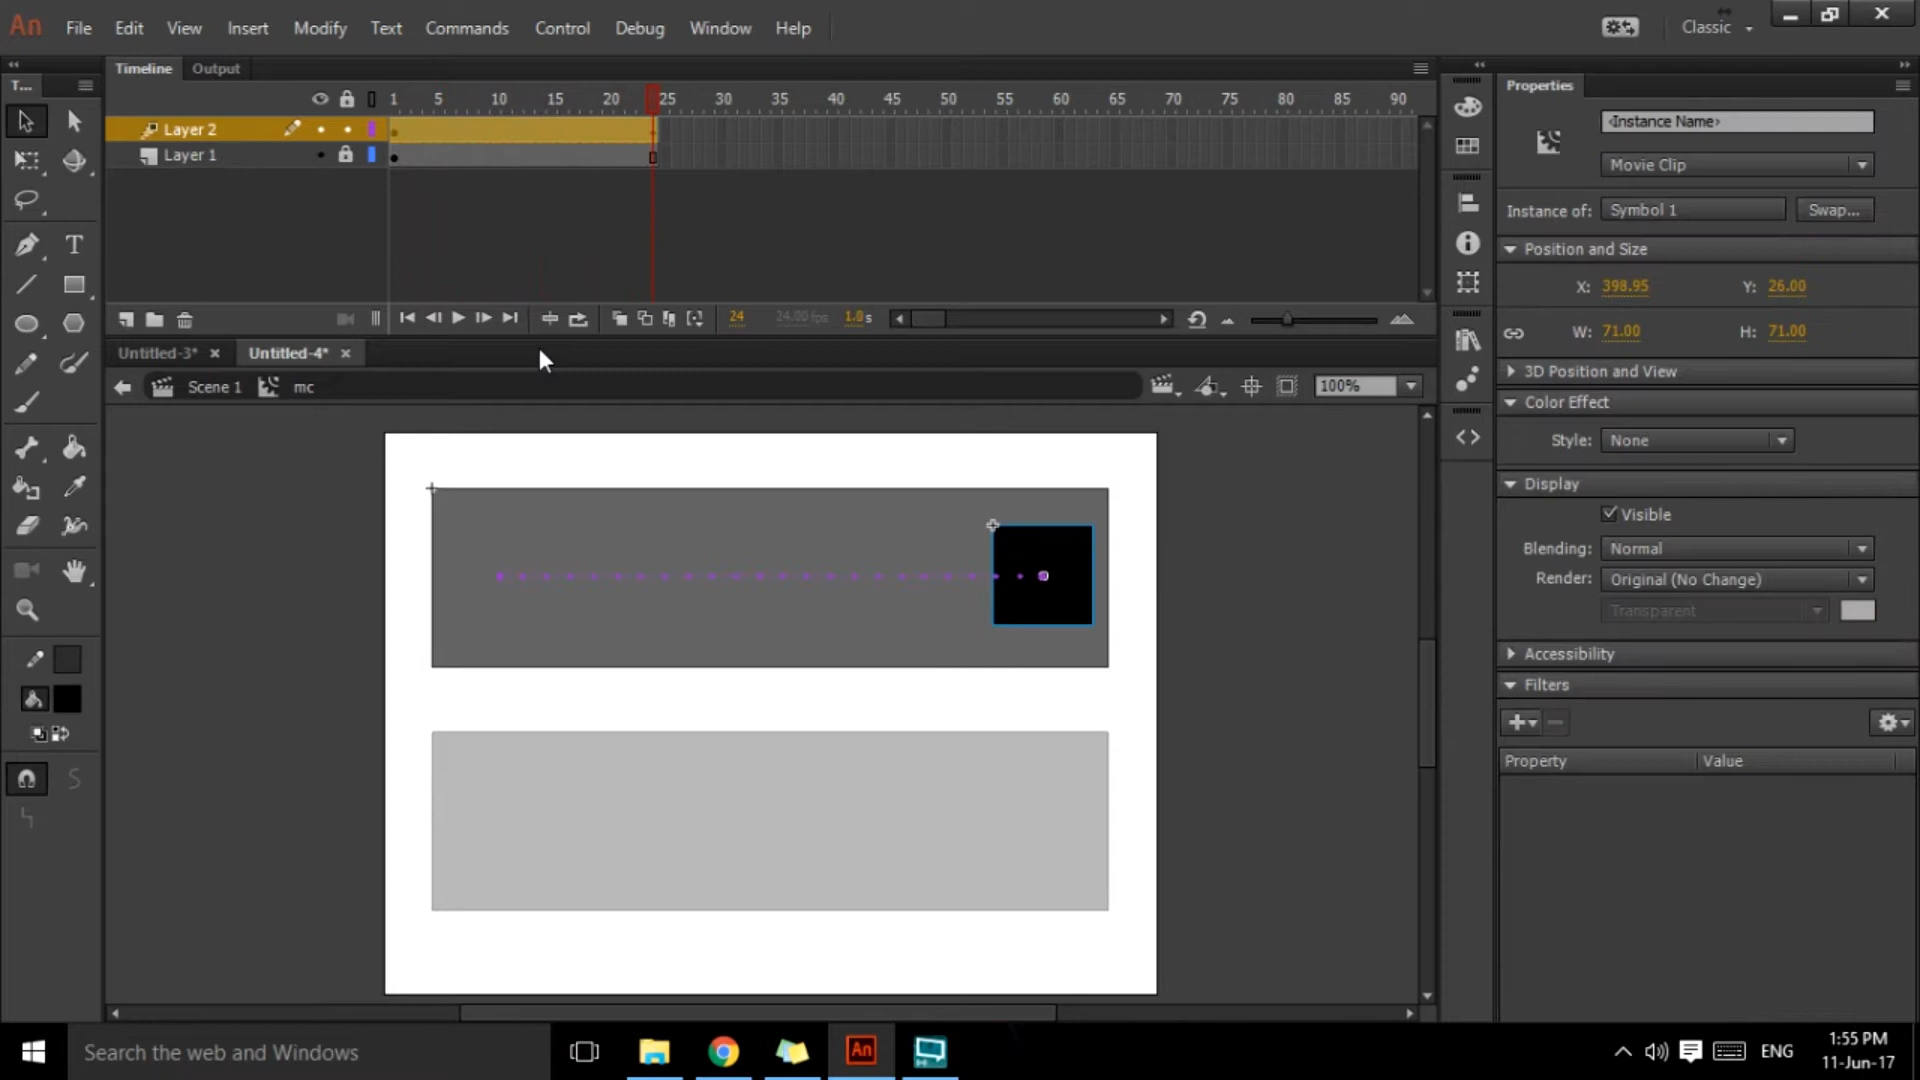 An File Edit View Insert Modify Text Commands Control Debug Window Help Classic
Timeline Output
T...
Properties
1 5 10 15 20 25 30 35 40 45 50 55 60 65 70 75 80 85 90
<Instance Name>
Layer 2
Layer 1
Movie Clip
Instance of: Symbol 1 Swap...
Position and Size
X: 398.95 Y: 26.00
W: 71.00 H: 71.00
24 24.00 fps 1.0 s
Untitled-3* Untitled-4*
Scene 1 mc 100%
3D Position and View
Color Effect
Style: None
Display
Visible
Blending: Normal
Render: Original (No Change)
Transparent
Accessibility
Filters
Property Value
Search the web and Windows
An
ENG
1:55 PM
11-Jun-17